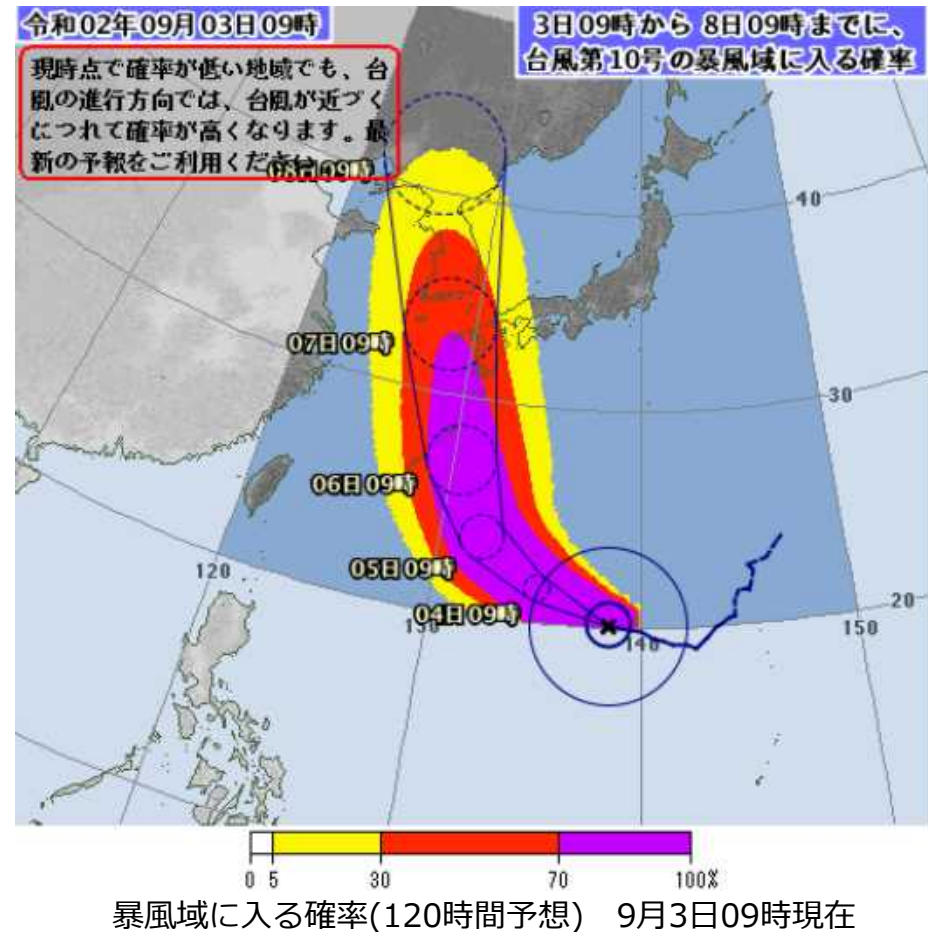 令和02年09月03日09時
3日09時から 8日09時までに、
台風第10号の暴風域に入る確率
現時点で確率が低い地域でも、台
風の進行方向では、台風が近づく
につれて確率が高くなります。最
新の予報をご利用ください。
08日09時
40
07日09時
30
06日09時
05日09時
120
04日09時
130
140
150
20
0 5 30 70 100%
暴風域に入る確率(120時間予想) 9月3日09時現在